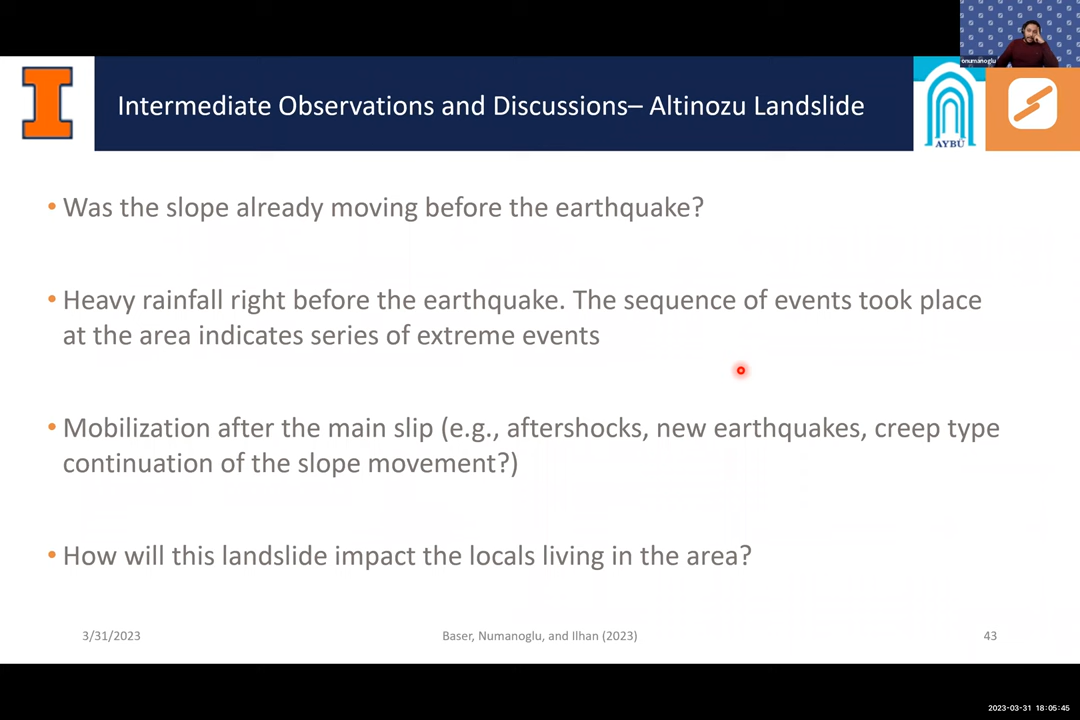 onumanoglu
Intermediate Observations and Discussions– Altinozu Landslide
AYBÜ
• Was the slope already moving before the earthquake?
• Heavy rainfall right before the earthquake. The sequence of events took place
at the area indicates series of extreme events
• Mobilization after the main slip (e.g., aftershocks, new earthquakes, creep type
continuation of the slope movement?)
• How will this landslide impact the locals living in the area?
3/31/2023
Baser, Numanoglu, and Ilhan (2023)
43
2023-03-31 18:05:45